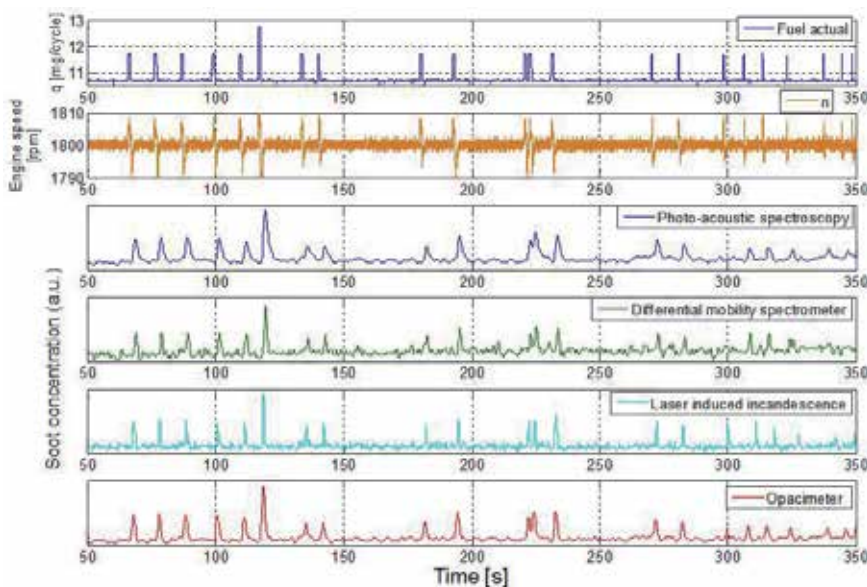 q [mg/cycle]
13
12
11
Fuel actual
50 100 150 200 250 300 350
Engine speed
[rpm]
1810
1800
1790
n
50 100 150 200 250 300 350
Soot concentration (a.u.)
Photo-acoustic spectroscopy
50 100 150 200 250 300 350
Differential mobility spectrometer
50 100 150 200 250 300 350
Laser induced incandescence
50 100 150 200 250 300 350
Opacimeter
50 100 150 200 250 300 350
Time [s]